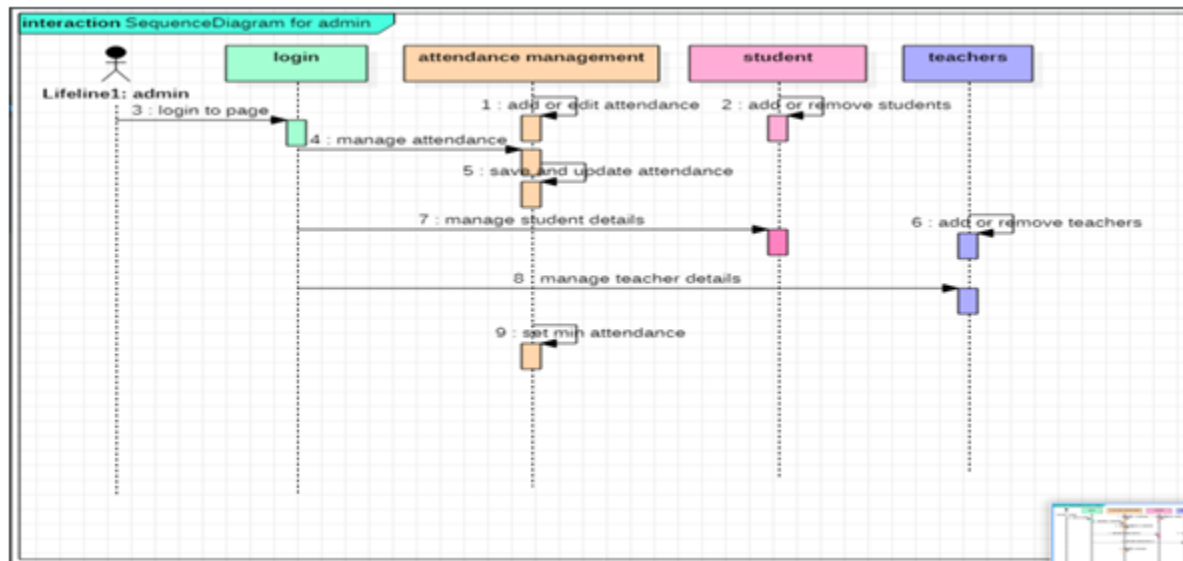 interaction SequenceDiagram for admin
login
attendance management
student
teachers
Lifeline1: admin
1 : add or edit attendance
2 : add or remove students
3 : login to page
4 : manage attendance
5 : save and update attendance
7 : manage student details
6 : add or remove teachers
8 : manage teacher details
9 : set min attendance